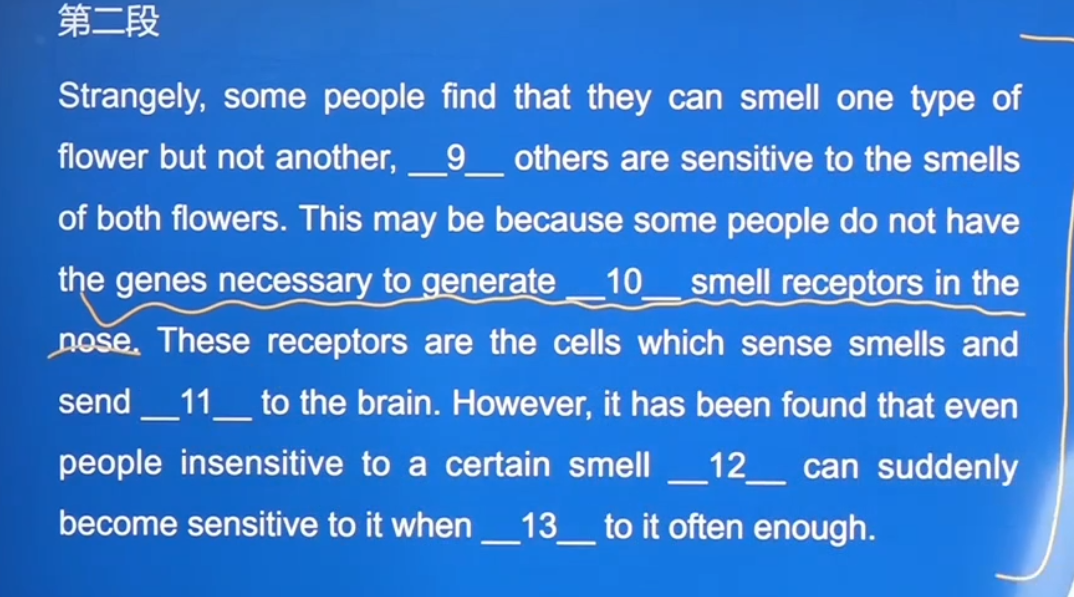 第二段
Strangely, some people find that they can smell one type of
flower but not another, __9__ others are sensitive to the smells
of both flowers. This may be because some people do not have
the genes necessary to generate __10__ smell receptors in the
nose. These receptors are the cells which sense smells and
send __11__ to the brain. However, it has been found that even
people insensitive to a certain smell __12__ can suddenly
become sensitive to it when __13__ to it often enough.